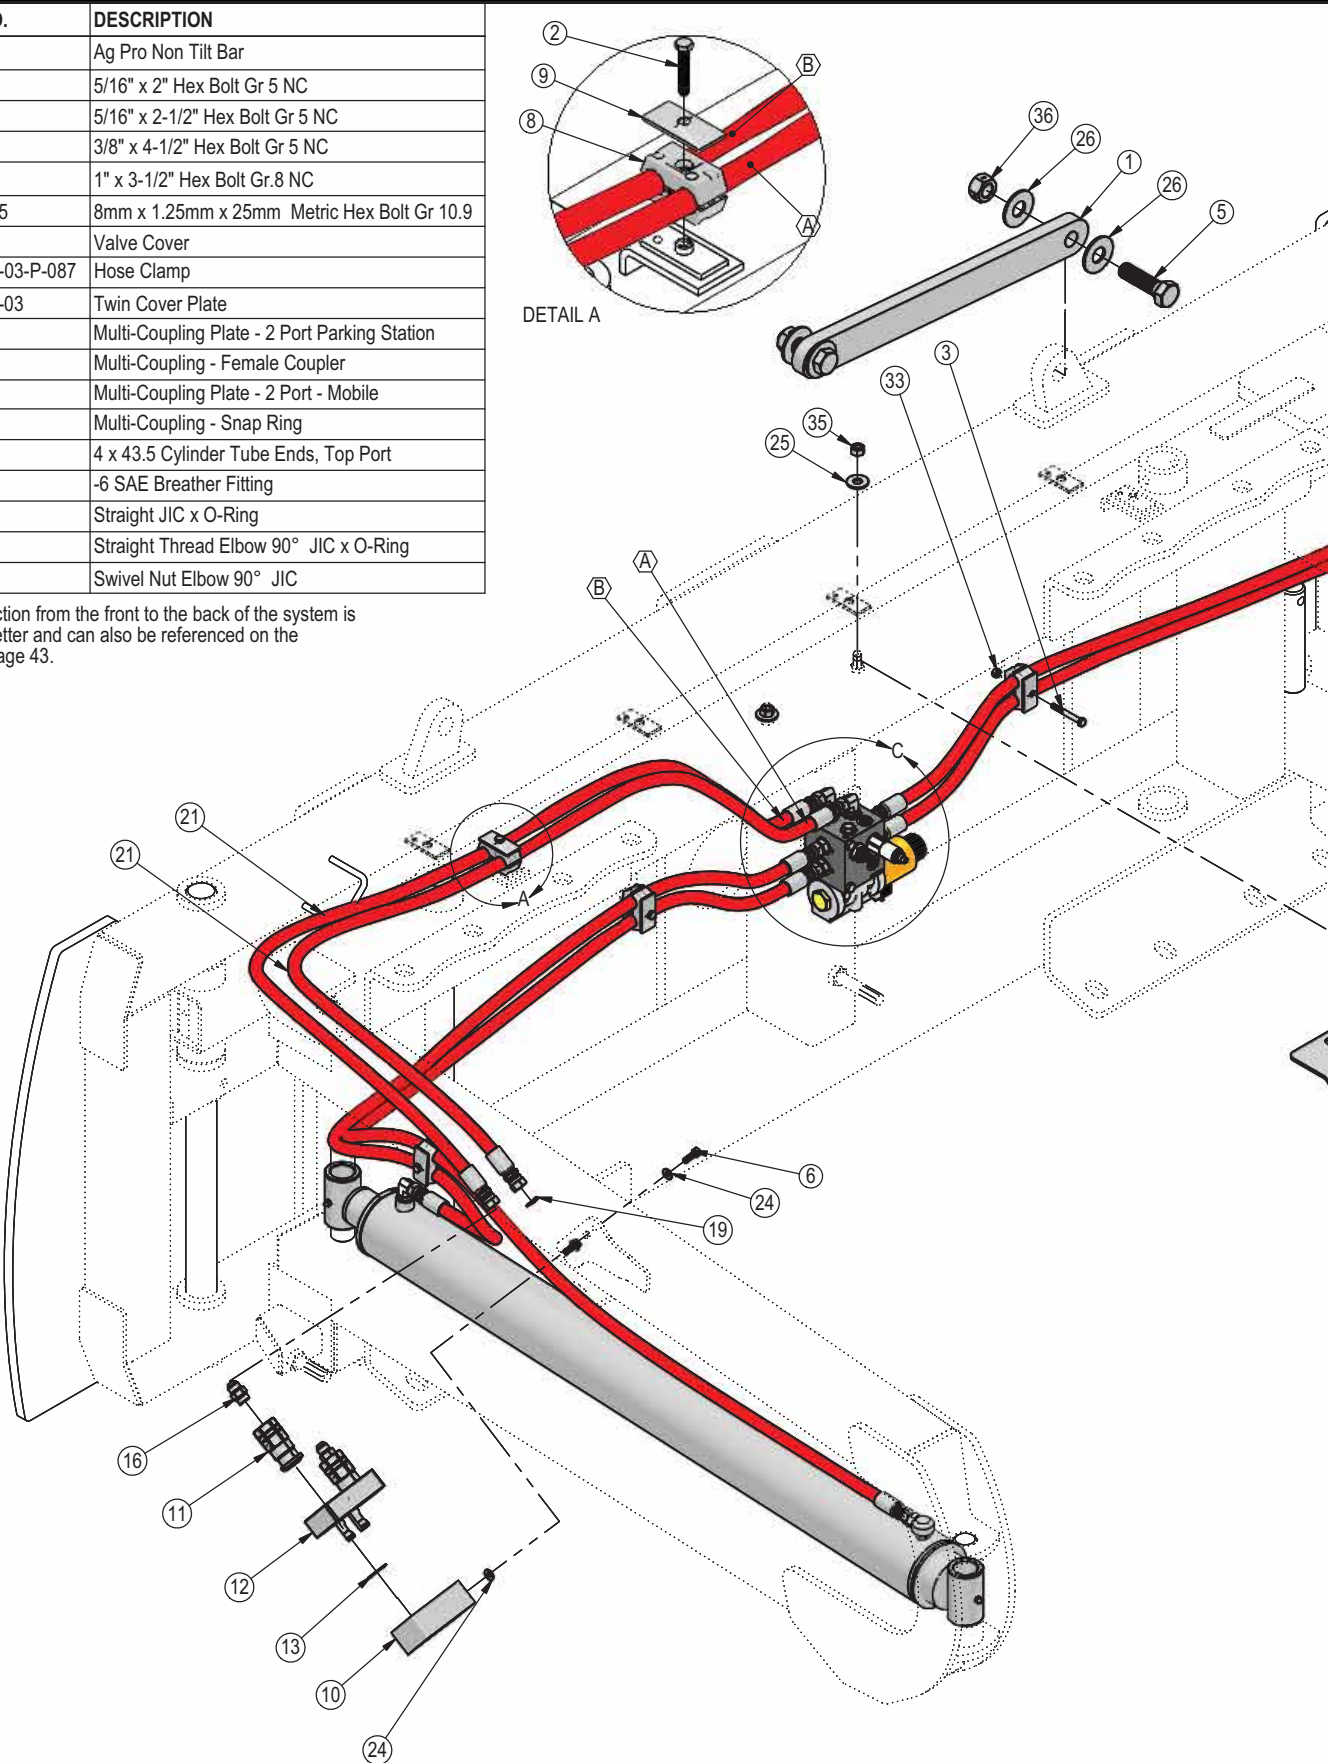 O. DESCRIPTION
Ag Pro Non Tilt Bar
5/16" x 2" Hex Bolt Gr 5 NC
5/16" x 2-1/2" Hex Bolt Gr 5 NC
3/8" x 4-1/2" Hex Bolt Gr 5 NC
1" x 3-1/2" Hex Bolt Gr.8 NC
5 8mm x 1.25mm x 25mm Metric Hex Bolt Gr 10.9
Valve Cover
-03-P-087 Hose Clamp
-03 Twin Cover Plate
Multi-Coupling Plate - 2 Port Parking Station
Multi-Coupling - Female Coupler
Multi-Coupling Plate - 2 Port - Mobile
Multi-Coupling - Snap Ring
4 x 43.5 Cylinder Tube Ends, Top Port
-6 SAE Breather Fitting
Straight JIC x O-Ring
Straight Thread Elbow 90° JIC x O-Ring
Swivel Nut Elbow 90° JIC
ction from the front to the back of the system is
etter and can also be referenced on the
age 43.
2
B
9
8
A
DETAIL A
36
26
1
26
5
3
33
35
25
A
B
C
21
21
A
6
24
19
16
11
12
13
10
24